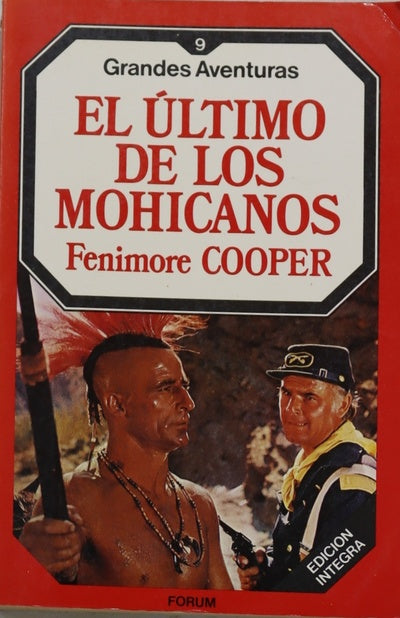 9
Grandes Aventuras
EL ÚLTIMO
DE LOS
MOHICANOS
Fenimore COOPER
EDICION
INTEGRA
FORUM